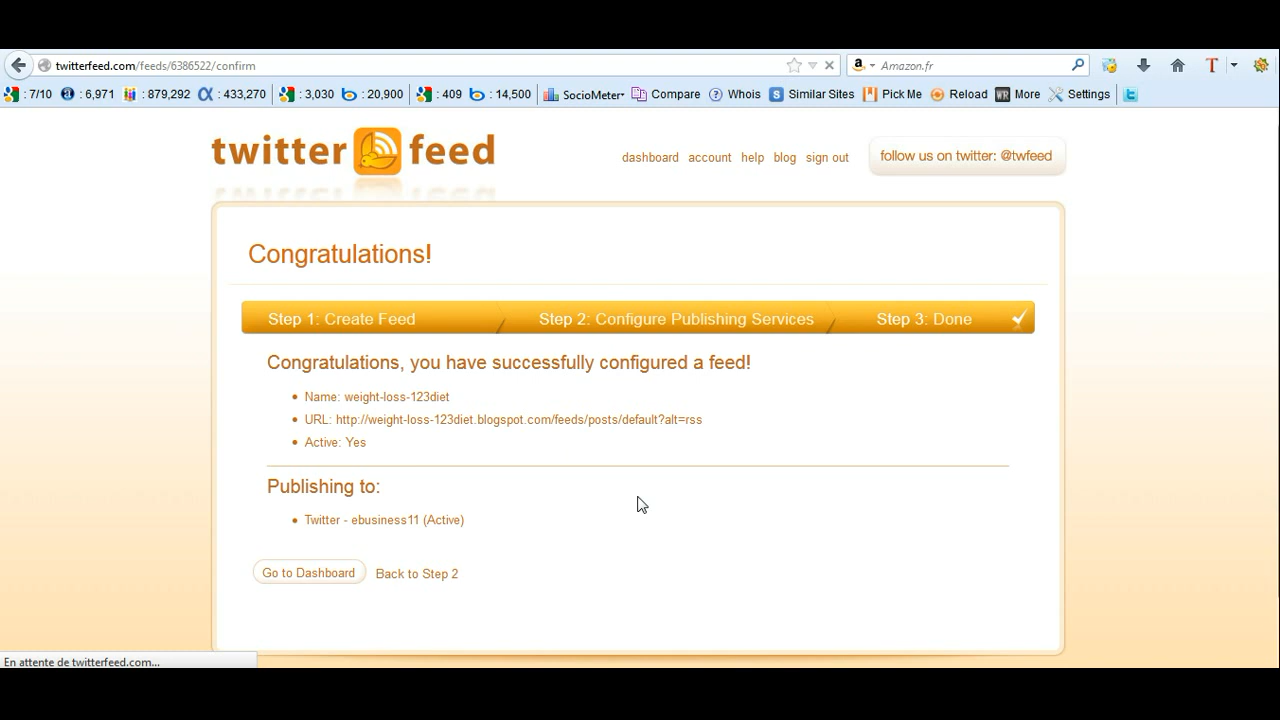 twitterfeed.com/feeds/6386522/confirm
Amazon.fr
: 7/10 : 6,971 : 879,292 : 433,270 : 3,030 : 20,900 : 409 : 14,500 SocioMeter Compare Whois Similar Sites Pick Me Reload More Settings
twitter feed
dashboard account help blog sign out
follow us on twitter: @twfeed
Congratulations!
Step 1: Create Feed Step 2: Configure Publishing Services Step 3: Done
Congratulations, you have successfully configured a feed!
Name: weight-loss-123diet
URL: http://weight-loss-123diet.blogspot.com/feeds/posts/default?alt=rss
Active: Yes
Publishing to:
Twitter - ebusiness11 (Active)
Go to Dashboard Back to Step 2
En attente de twitterfeed.com...